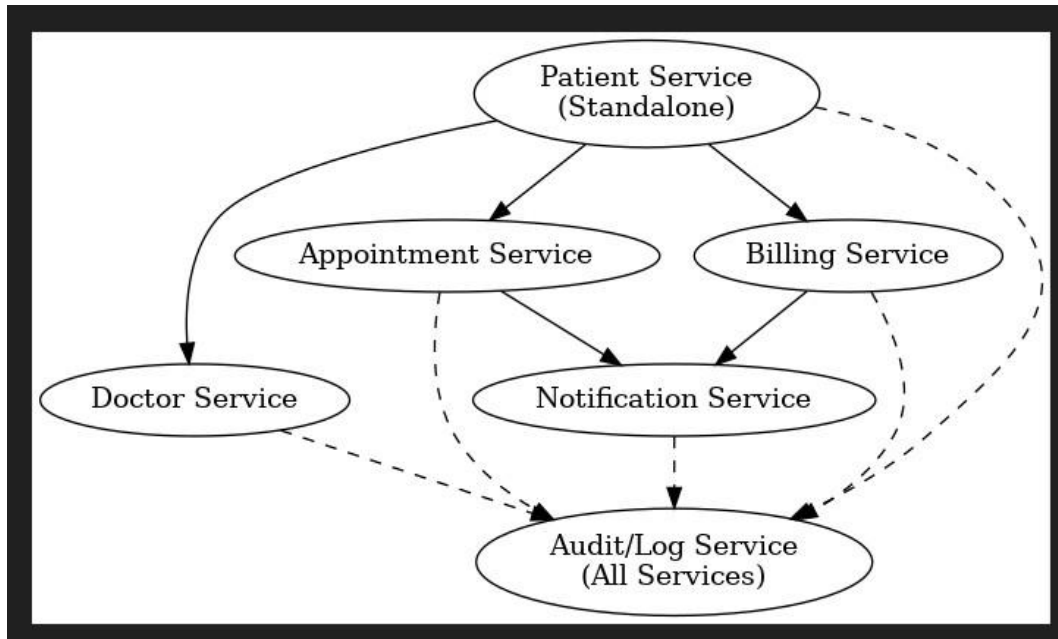 Patient Service
(Standalone)
Appointment Service
Billing Service
Doctor Service
Notification Service
Audit/Log Service
(All Services)